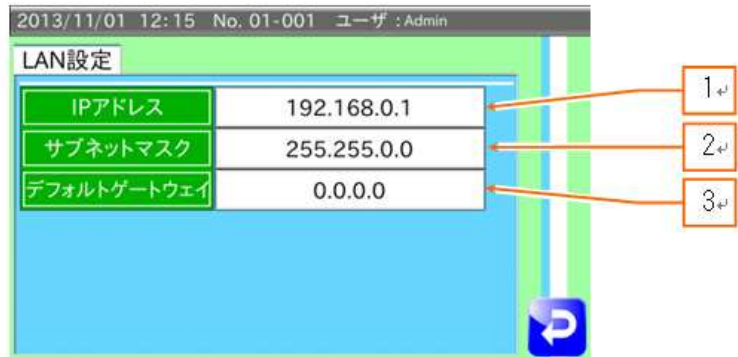 2013/11/01 12:15 No. 01-001 ユーザ :Admin
LAN設定
IPアドレス 192.168.0.1 1
サブネットマスク 255.255.0.0 2
デフォルトゲートウェイ 0.0.0.0 3